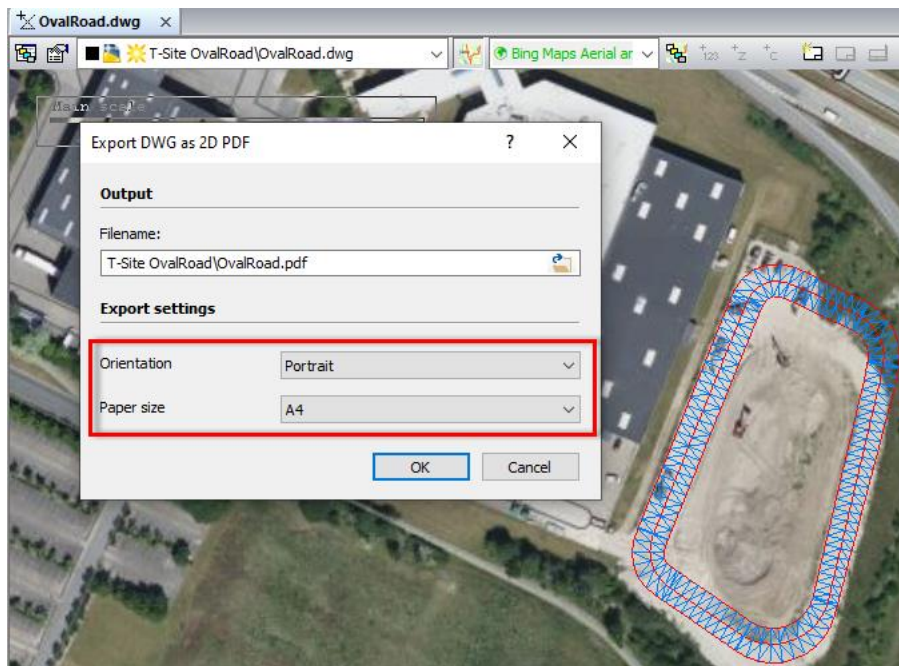 OvalRoad.dwg
T-Site OvalRoad\OvalRoad.dwg
Bing Maps Aerial ar
123
z
c
Main scale
Export DWG as 2D PDF
?
Output
Filename:
T-Site OvalRoad\OvalRoad.pdf
Export settings
Orientation
Portrait
Paper size
A4
OK
Cancel